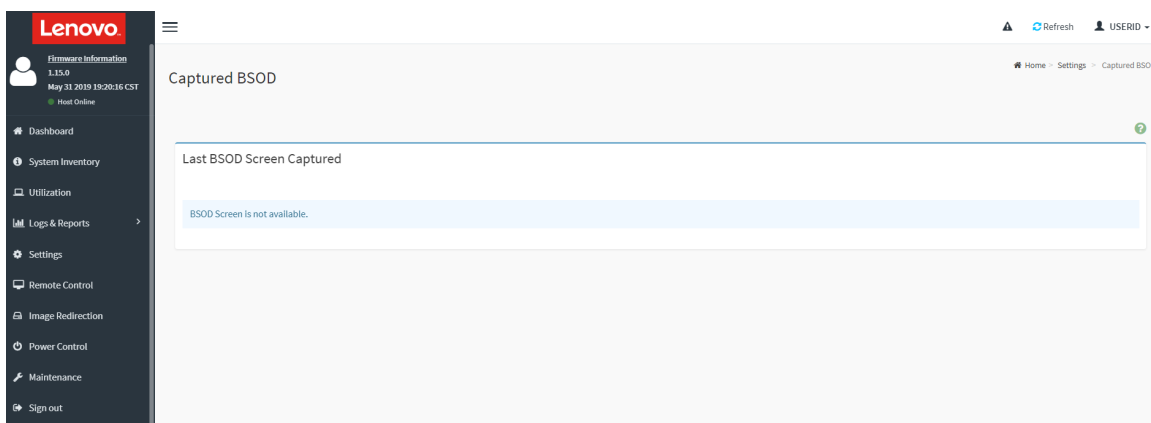 Lenovo
Refresh
USERID
Firmware Information
1.15.0
May 31 2019 19:20:16 CST
Host Online
Captured BSOD
Home > Settings > Captured BSO
Dashboard
System Inventory
Utilization
Logs & Reports
Settings
Remote Control
Image Redirection
Power Control
Maintenance
Sign out
Last BSOD Screen Captured
BSOD Screen is not available.